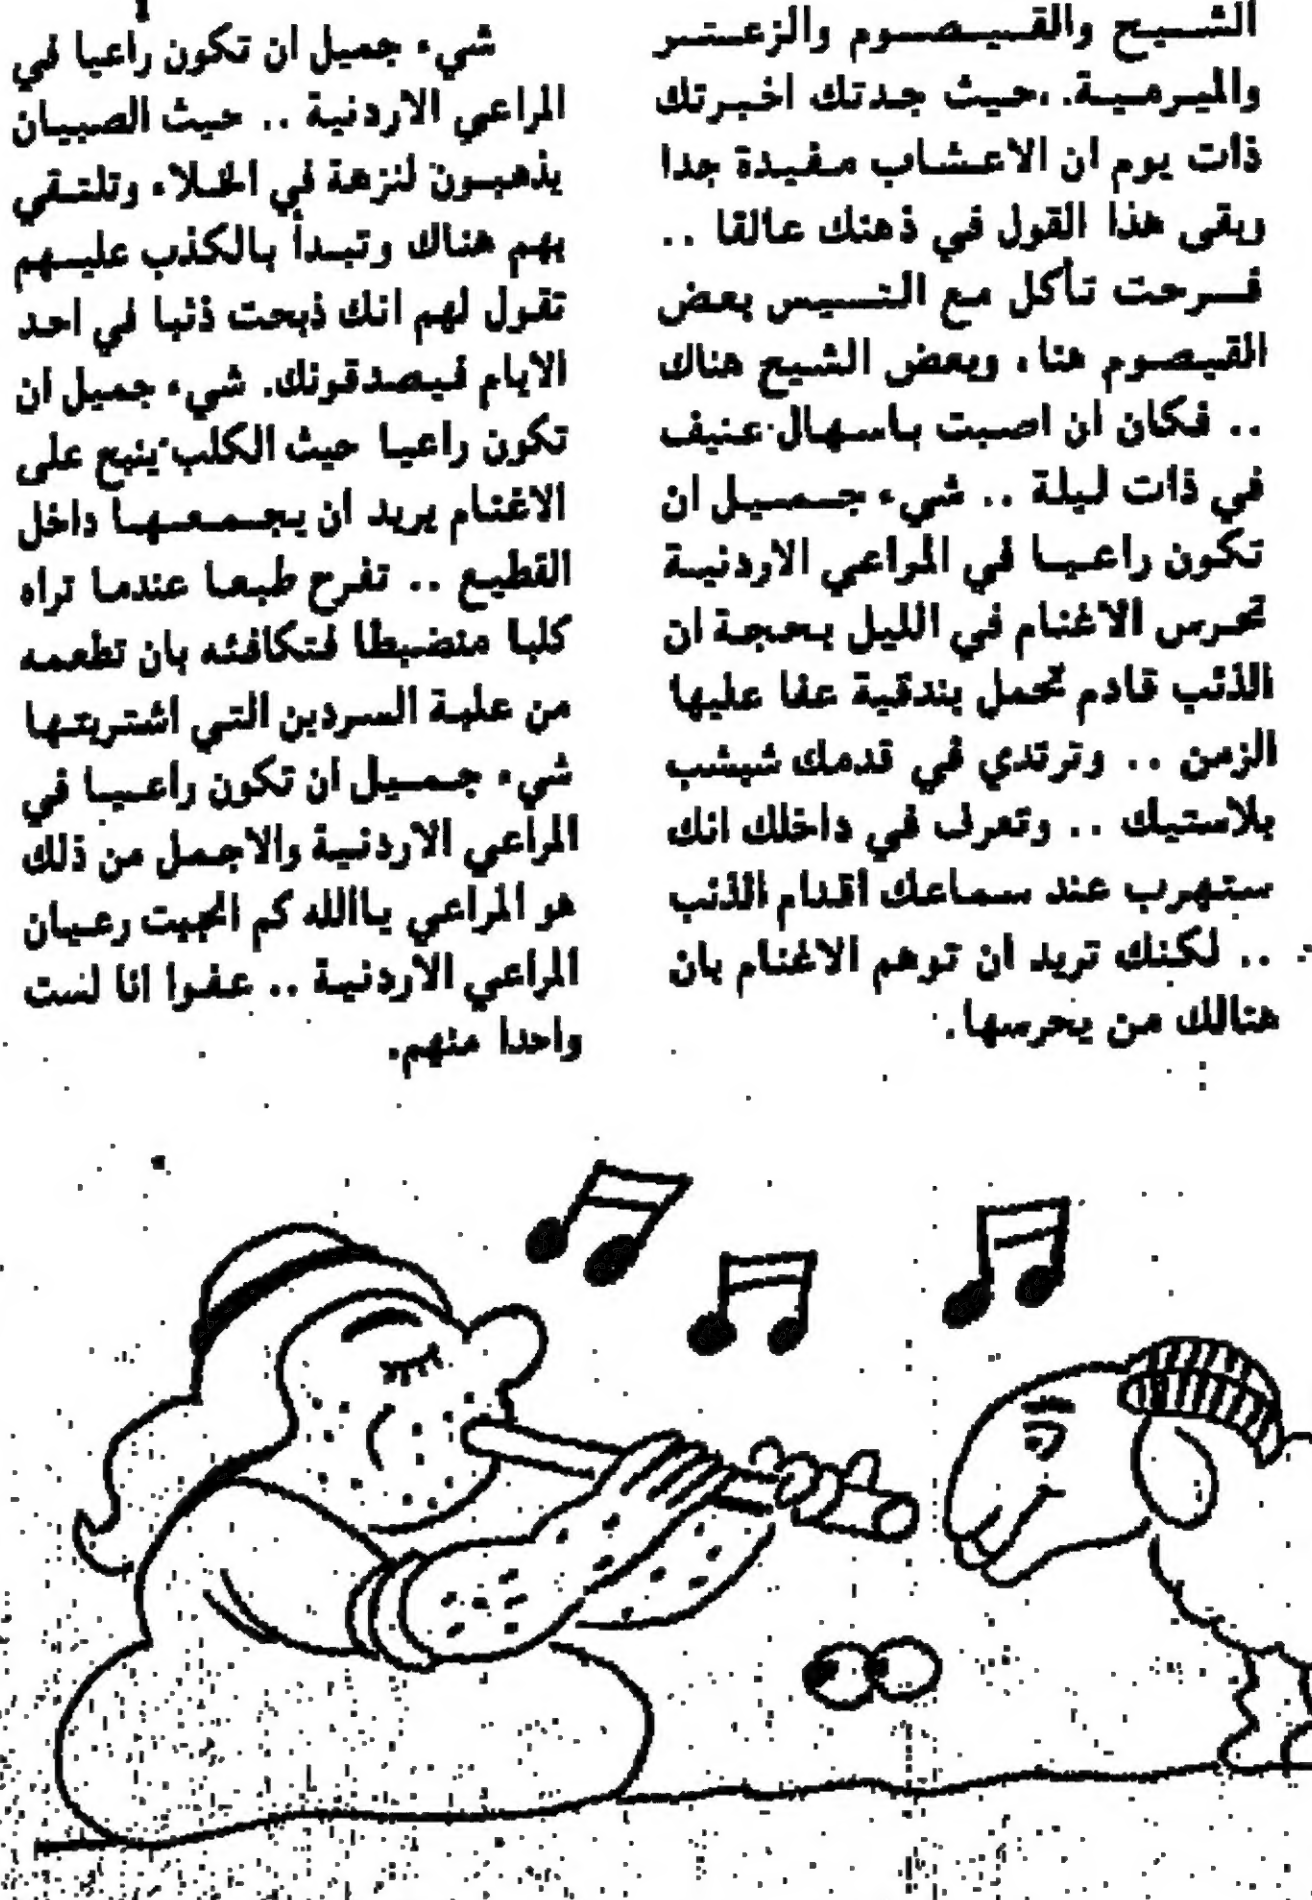 الشيح والقيصوم والزعتر
والميرمية. .حيث جدتك اخبرتك
ذات يوم ان الاعشاب مفيدة جدا
وبقى هذا القول في ذهنك عالقا ..
فرحت تأكل مع التيس بعض
القيصوم هنا، وبعض الشيح هناك
.. فكان ان اصبت باسهال عنيف
في ذات ليلة .. شيء جميل ان
تكون راعيا في المراعي الاردنية
تحرس الاغنام في الليل بحجة ان
الذئب قادم تحمل بندقية عفا عليها
الزمن .. وترتدي في قدمك شبشب
بلاستيك .. وتعرف في داخلك انك
ستهرب عند سماعك اقدام الذئب
.. لكنك تريد ان توهم الاغنام بان
هنالك من يحرسها.
شيء جميل ان تكون راعيا في
المراعي الاردنية .. حيث الصبيان
يذهبون لنزهة في الخلاء وتلتقي
بهم هناك وتبدأ بالكذب عليهم
تقول لهم انك ذبحت ذئبا في احد
الايام فيصدقونك. شيء جميل ان
تكون راعيا حيث الكلب ينبح على
الاغنام يريد ان يجمعها داخل
القطيع .. تفرح طبعا عندما تراه
كلبا منضبطا فتكافئه بان تطعمه
من علبة السردين التي اشتريتها
شيء جميل ان تكون راعيا في
المراعي الاردنية والاجمل من ذلك
هو المراعي ياالله كم انجبت رعيان
المراعي الاردنية .. عفوا انا لست
واحدا منهم.